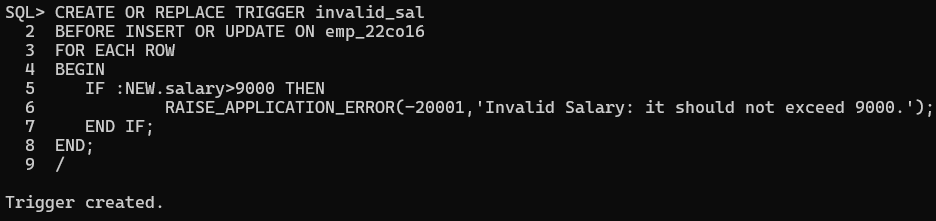 SQL> CREATE OR REPLACE TRIGGER invalid_sal
  2  BEFORE INSERT OR UPDATE ON emp_22co16
  3  FOR EACH ROW
  4  BEGIN
  5     IF :NEW.salary>9000 THEN
  6             RAISE_APPLICATION_ERROR(-20001,'Invalid Salary: it should not exceed 9000.');
  7     END IF;
  8  END;
  9  /

Trigger created.